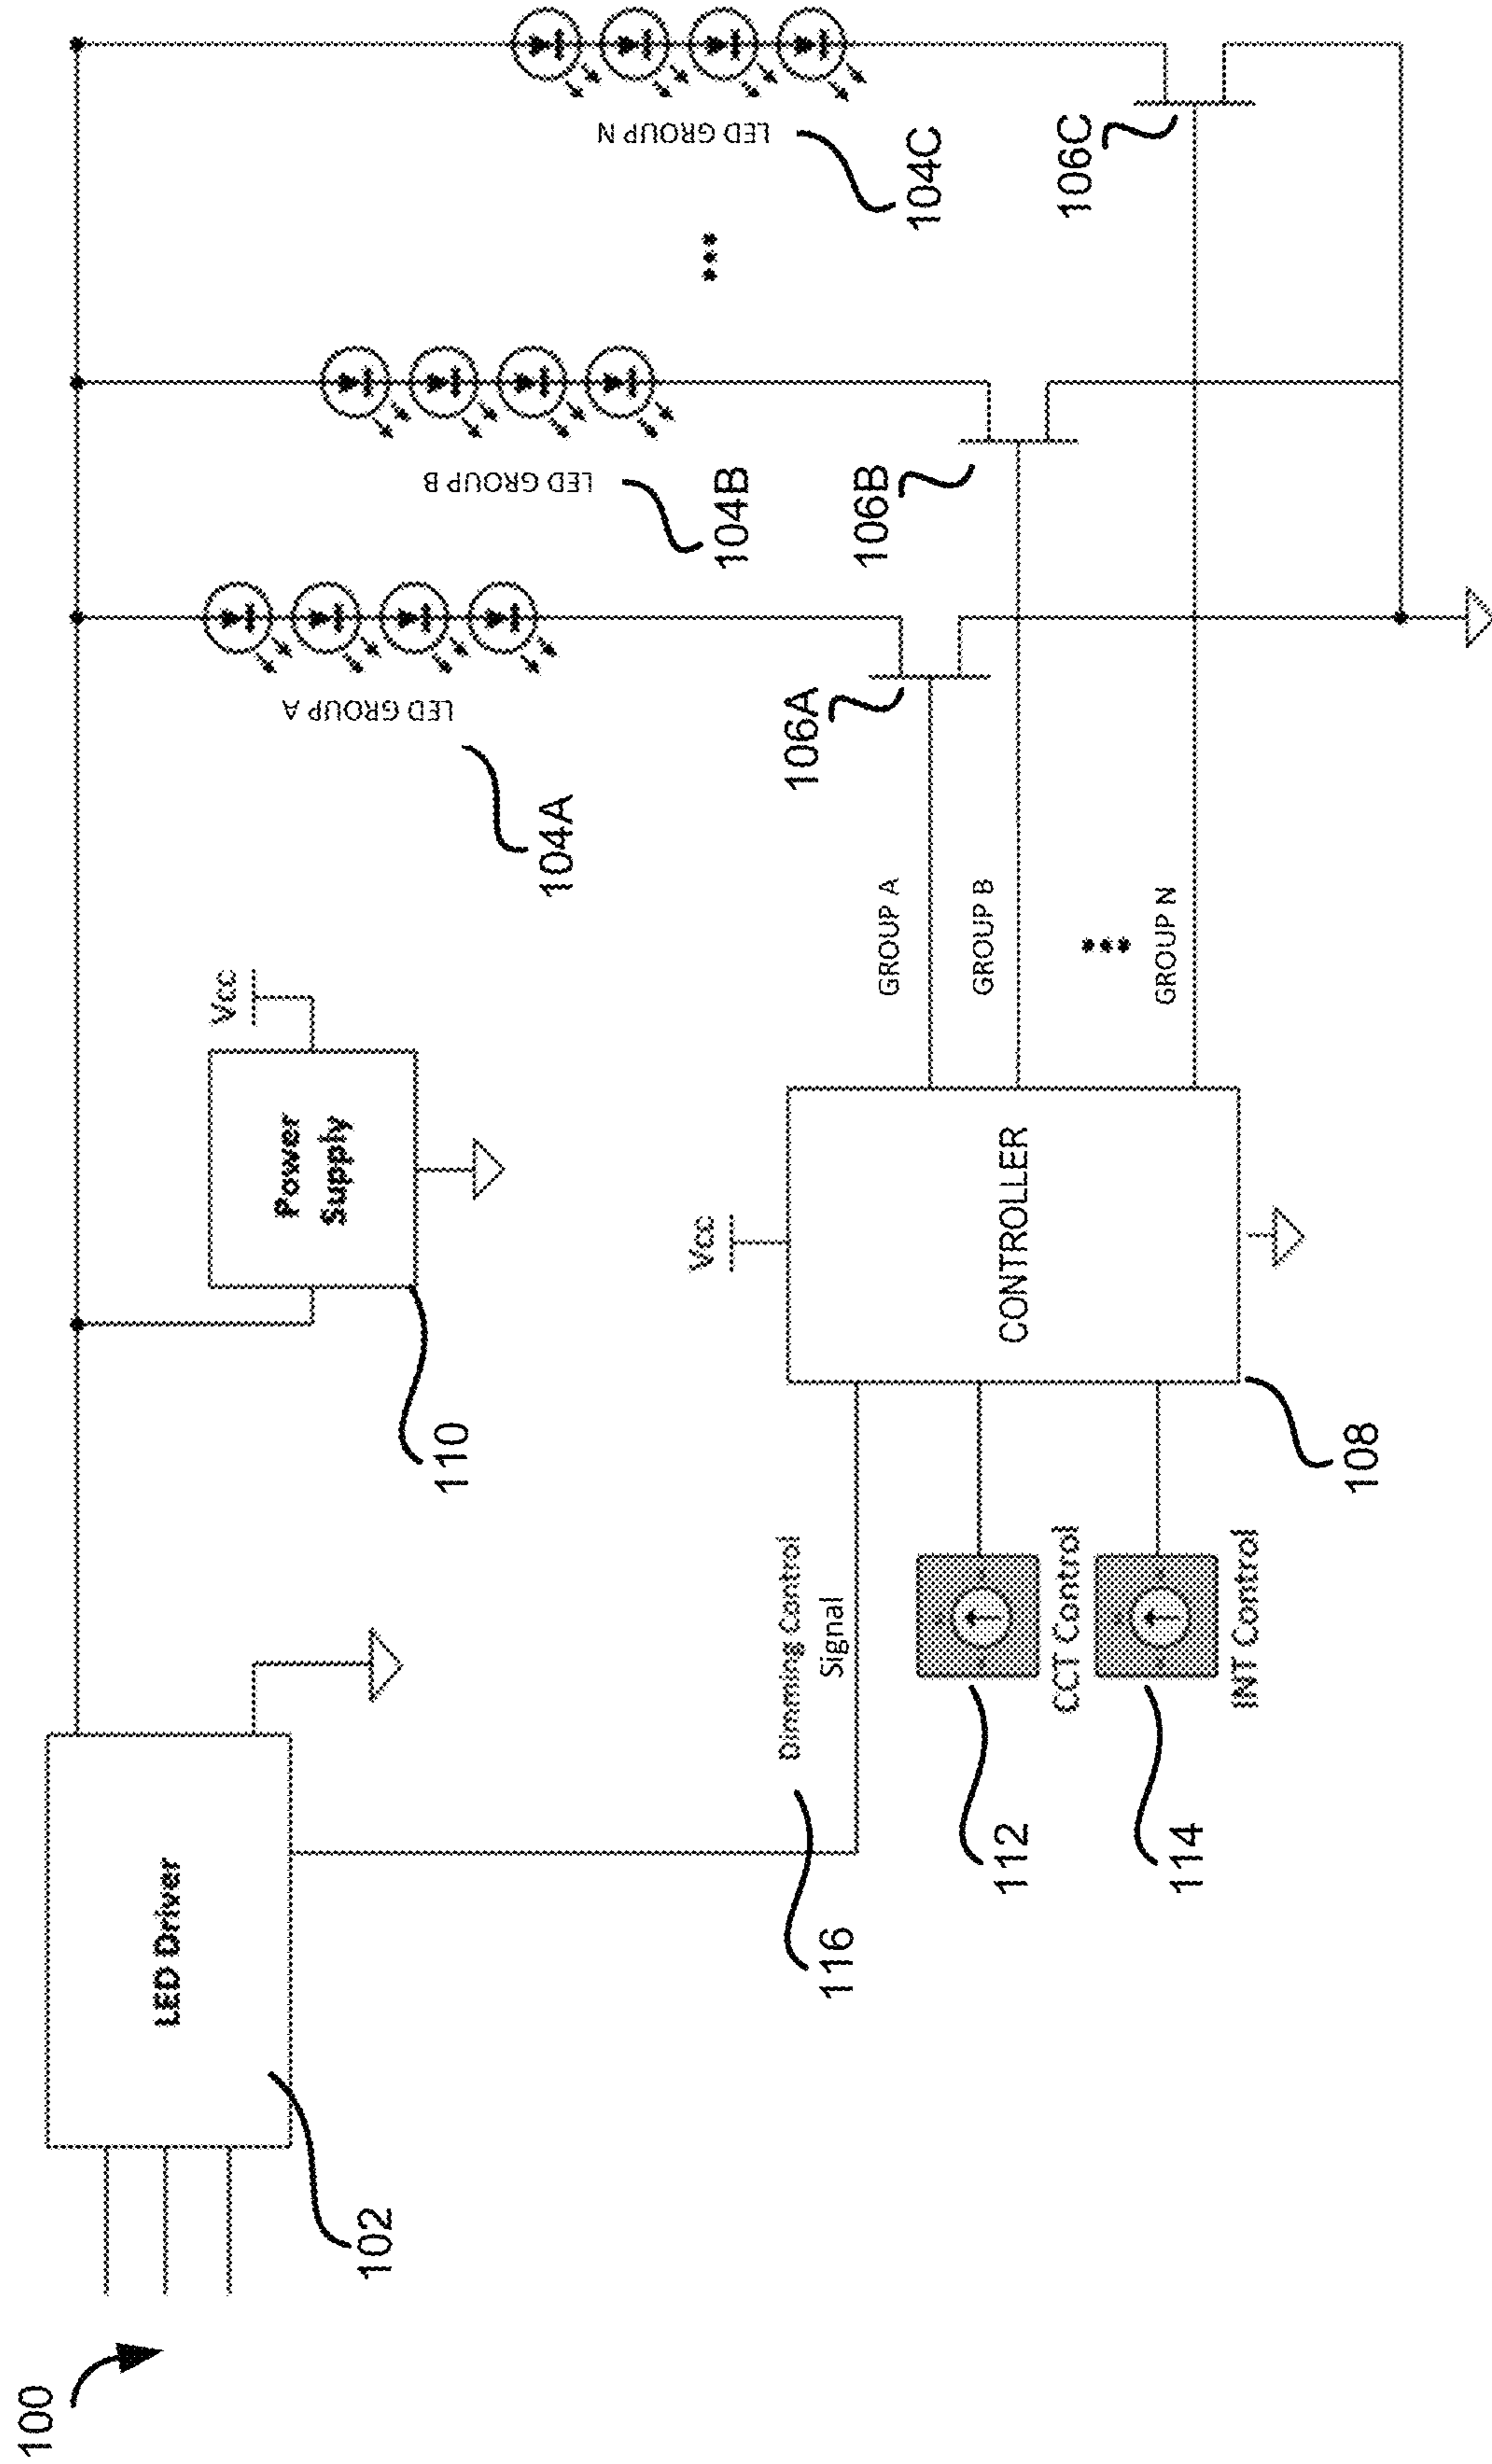 100
LED Driver
102
Power
Supply
110
Vcc
LED GROUP A
104A
LED GROUP B
104B
LED GROUP N
104C
•••
106A
106B
106C
Dimming Control
Signal
116
Vcc
CONTROLLER
108
GROUP A
GROUP B
GROUP N
112
CCT Control
114
INT Control